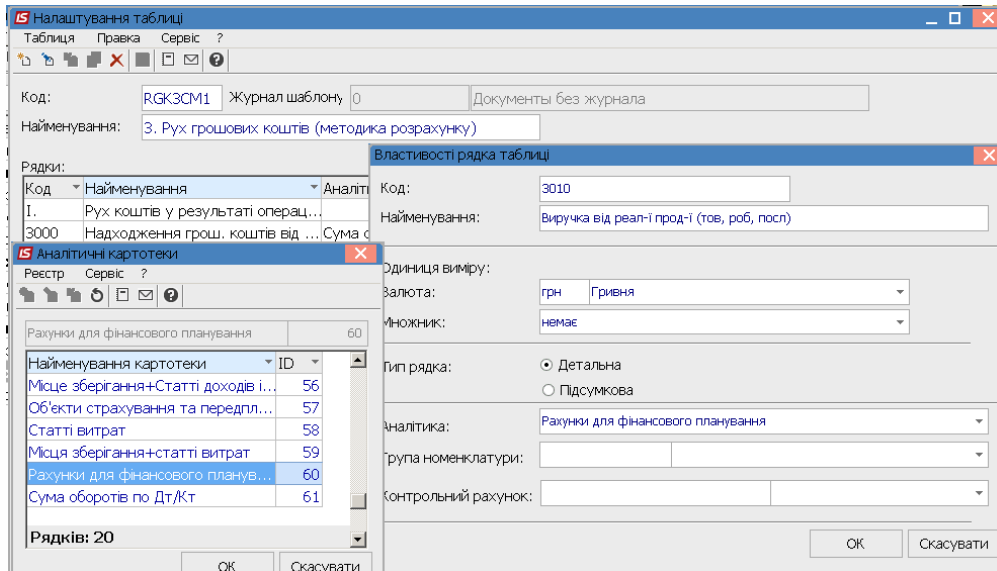 Налаштування таблиці
Таблиця Правка Сервіс ?
Код: RGK3CM1 Журнал шаблону 0 Документы без журнала
Найменування: 3. Рух грошових коштів (методика розрахунку)
Рядки:
Код Найменування Аналіти
I. Рух коштів у результаті операц...
3000 Надходження грош. коштів від ... Сума о
Властивості рядка таблиці
Код: 3010
Найменування: Виручка від реал-ї прод-ї (тов, роб, посл)
Одиниця виміру:
Валюта: грн Гривня
Множник: немає
Тип рядка: Детальна
Підсумкова
Аналітика: Рахунки для фінансового планування
Група номенклатури:
Контрольний рахунок:
ОК Скасувати
Аналітичні картотеки
Реєстр Сервіс ?
Рахунки для фінансового планування 60
Найменування картотеки ID
Місце зберігання+Статті доходів і... 56
Об'єкти страхування та передпл... 57
Статті витрат 58
Місця зберігання+статті витрат 59
Рахунки для фінансового планув... 60
Сума оборотів по Дт/Кт 61
Рядків: 20
ОК Скасувати